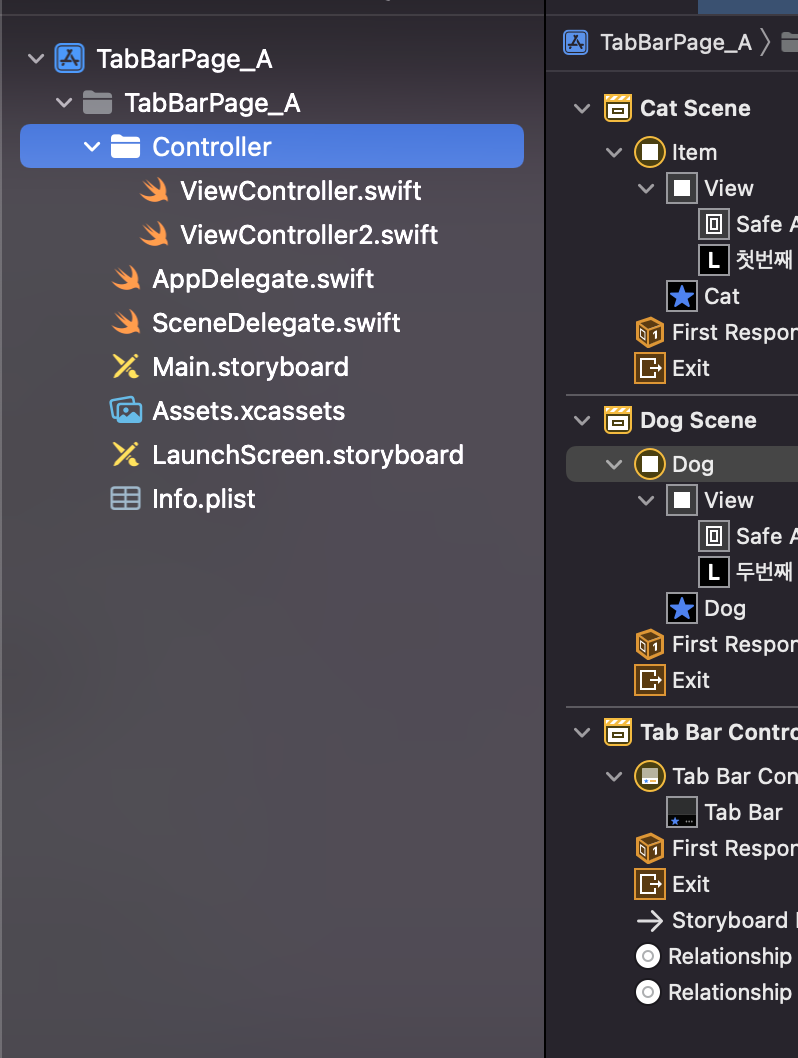 TabBarPage_A
TabBarPage_A
Controller
ViewController.swift
ViewController2.swift
AppDelegate.swift
SceneDelegate.swift
Main.storyboard
Assets.xcassets
LaunchScreen.storyboard
Info.plist
TabBarPage_A
Cat Scene
Item
View
Safe A
L 첫번째
Cat
First Respon
Exit
Dog Scene
Dog
View
Safe A
L 두번째
Dog
First Respon
Exit
Tab Bar Contro
Tab Bar Con
Tab Bar
First Respon
Exit
Storyboard
Relationship
Relationship